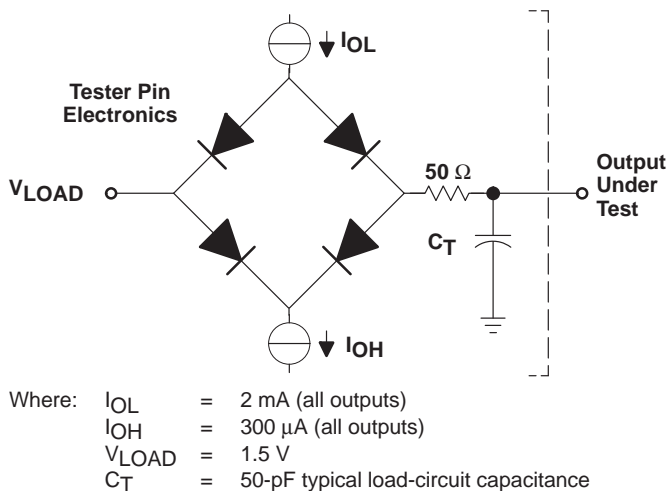 I_OL
Tester Pin
Electronics
50 Ω
V_LOAD
Output
Under
Test
C_T
I_OH
Where: I_OL = 2 mA (all outputs)
I_OH = 300 μA (all outputs)
V_LOAD = 1.5 V
C_T = 50-pF typical load-circuit capacitance